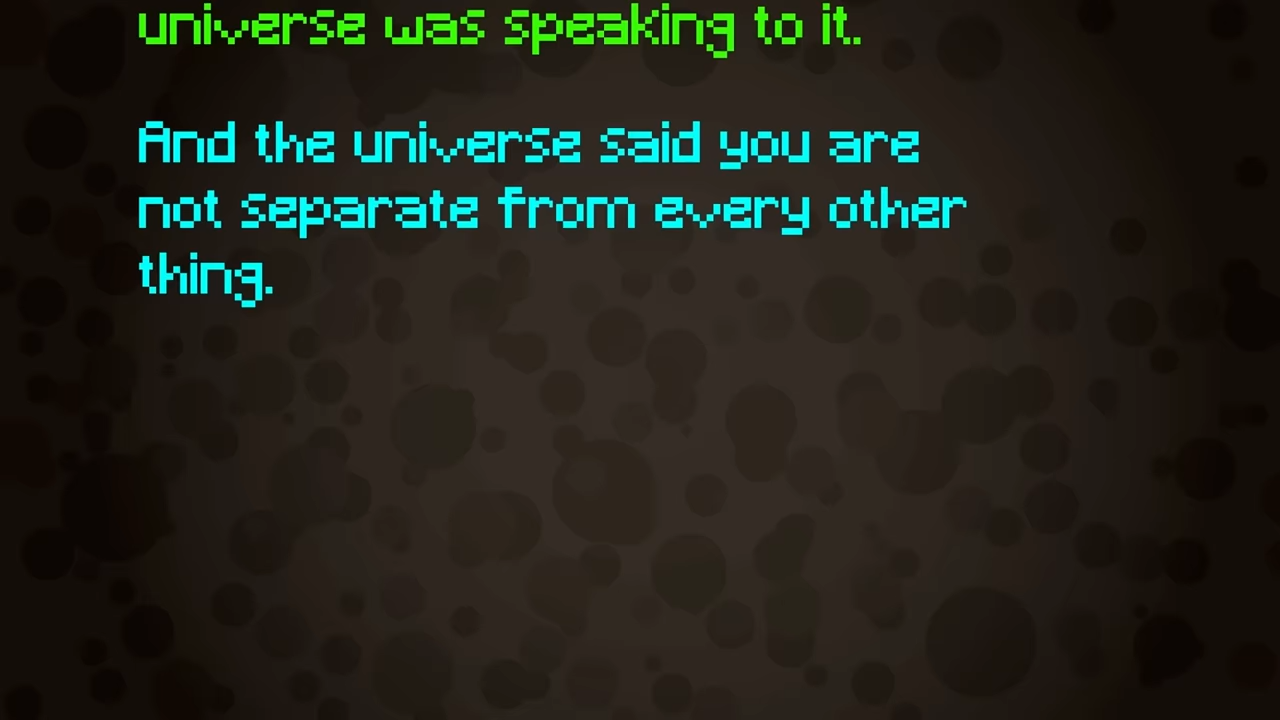 universe was speaking to it.
And the universe said you are
not separate from every other
thing.